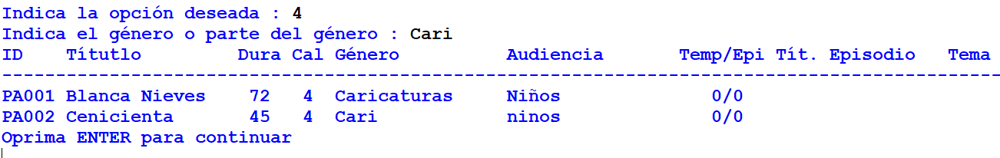 Indica la opción deseada : 4
Indica el género o parte del género : Cari
ID    Títutlo         Dura Cal Género          Audiencia       Temp/Epi Tít. Episodio   Tema
---------------------------------------------------------------------------------------------
PA001 Blanca Nieves    72   4  Caricaturas     Niños              0/0
PA002 Cenicienta       45   4  Cari            ninos              0/0
Oprima ENTER para continuar